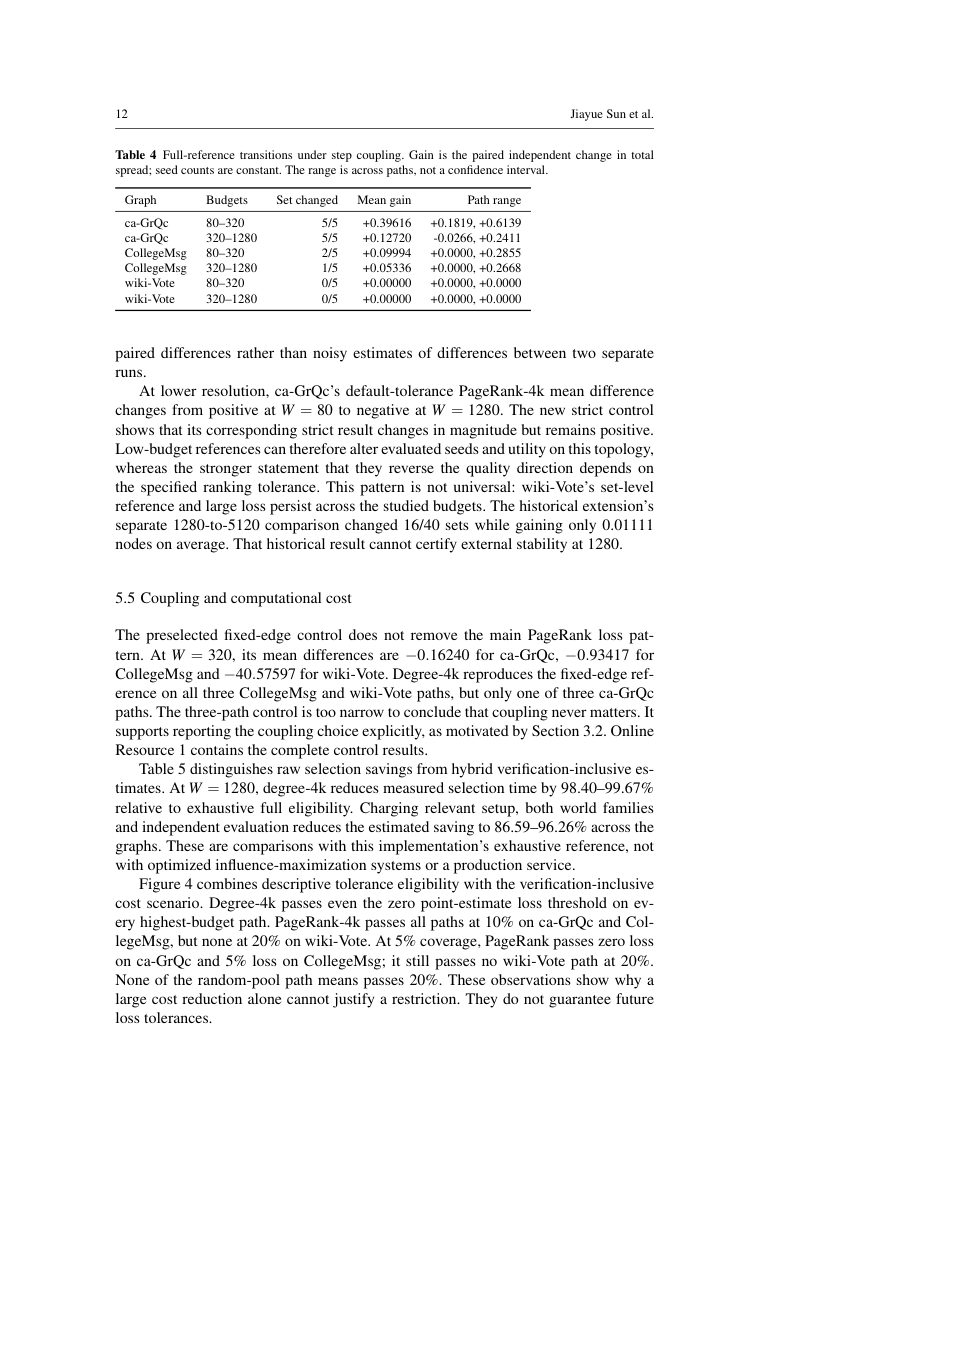 12 Jiayue Sun et al.
Table 4 Full-reference transitions under step coupling. Gain is the paired independent change in total
spread; seed counts are constant. The range is across paths, not a confidence interval.
Graph Budgets Set changed Mean gain Path range
ca-GrQc 80–320 5/5 +0.39616 +0.1819, +0.6139
ca-GrQc 320–1280 5/5 +0.12720 -0.0266, +0.2411
CollegeMsg 80–320 2/5 +0.09994 +0.0000, +0.2855
CollegeMsg 320–1280 1/5 +0.05336 +0.0000, +0.2668
wiki-Vote 80–320 0/5 +0.00000 +0.0000, +0.0000
wiki-Vote 320–1280 0/5 +0.00000 +0.0000, +0.0000
paired differences rather than noisy estimates of differences between two separate
runs.
At lower resolution, ca-GrQc's default-tolerance PageRank-4k mean difference
changes from positive at W = 80 to negative at W = 1280. The new strict control
shows that its corresponding strict result changes in magnitude but remains positive.
Low-budget references can therefore alter evaluated seeds and utility on this topology,
whereas the stronger statement that they reverse the quality direction depends on
the specified ranking tolerance. This pattern is not universal: wiki-Vote's set-level
reference and large loss persist across the studied budgets. The historical extension's
separate 1280-to-5120 comparison changed 16/40 sets while gaining only 0.01111
nodes on average. That historical result cannot certify external stability at 1280.
5.5 Coupling and computational cost
The preselected fixed-edge control does not remove the main PageRank loss pat-
tern. At W = 320, its mean differences are −0.16240 for ca-GrQc, −0.93417 for
CollegeMsg and −40.57597 for wiki-Vote. Degree-4k reproduces the fixed-edge ref-
erence on all three CollegeMsg and wiki-Vote paths, but only one of three ca-GrQc
paths. The three-path control is too narrow to conclude that coupling never matters. It
supports reporting the coupling choice explicitly, as motivated by Section 3.2. Online
Resource 1 contains the complete control results.
Table 5 distinguishes raw selection savings from hybrid verification-inclusive es-
timates. At W = 1280, degree-4k reduces measured selection time by 98.40–99.67%
relative to exhaustive full eligibility. Charging relevant setup, both world families
and independent evaluation reduces the estimated saving to 86.59–96.26% across the
graphs. These are comparisons with this implementation's exhaustive reference, not
with optimized influence-maximization systems or a production service.
Figure 4 combines descriptive tolerance eligibility with the verification-inclusive
cost scenario. Degree-4k passes even the zero point-estimate loss threshold on ev-
ery highest-budget path. PageRank-4k passes all paths at 10% on ca-GrQc and Col-
legeMsg, but none at 20% on wiki-Vote. At 5% coverage, PageRank passes zero loss
on ca-GrQc and 5% loss on CollegeMsg; it still passes no wiki-Vote path at 20%.
None of the random-pool path means passes 20%. These observations show why a
large cost reduction alone cannot justify a restriction. They do not guarantee future
loss tolerances.